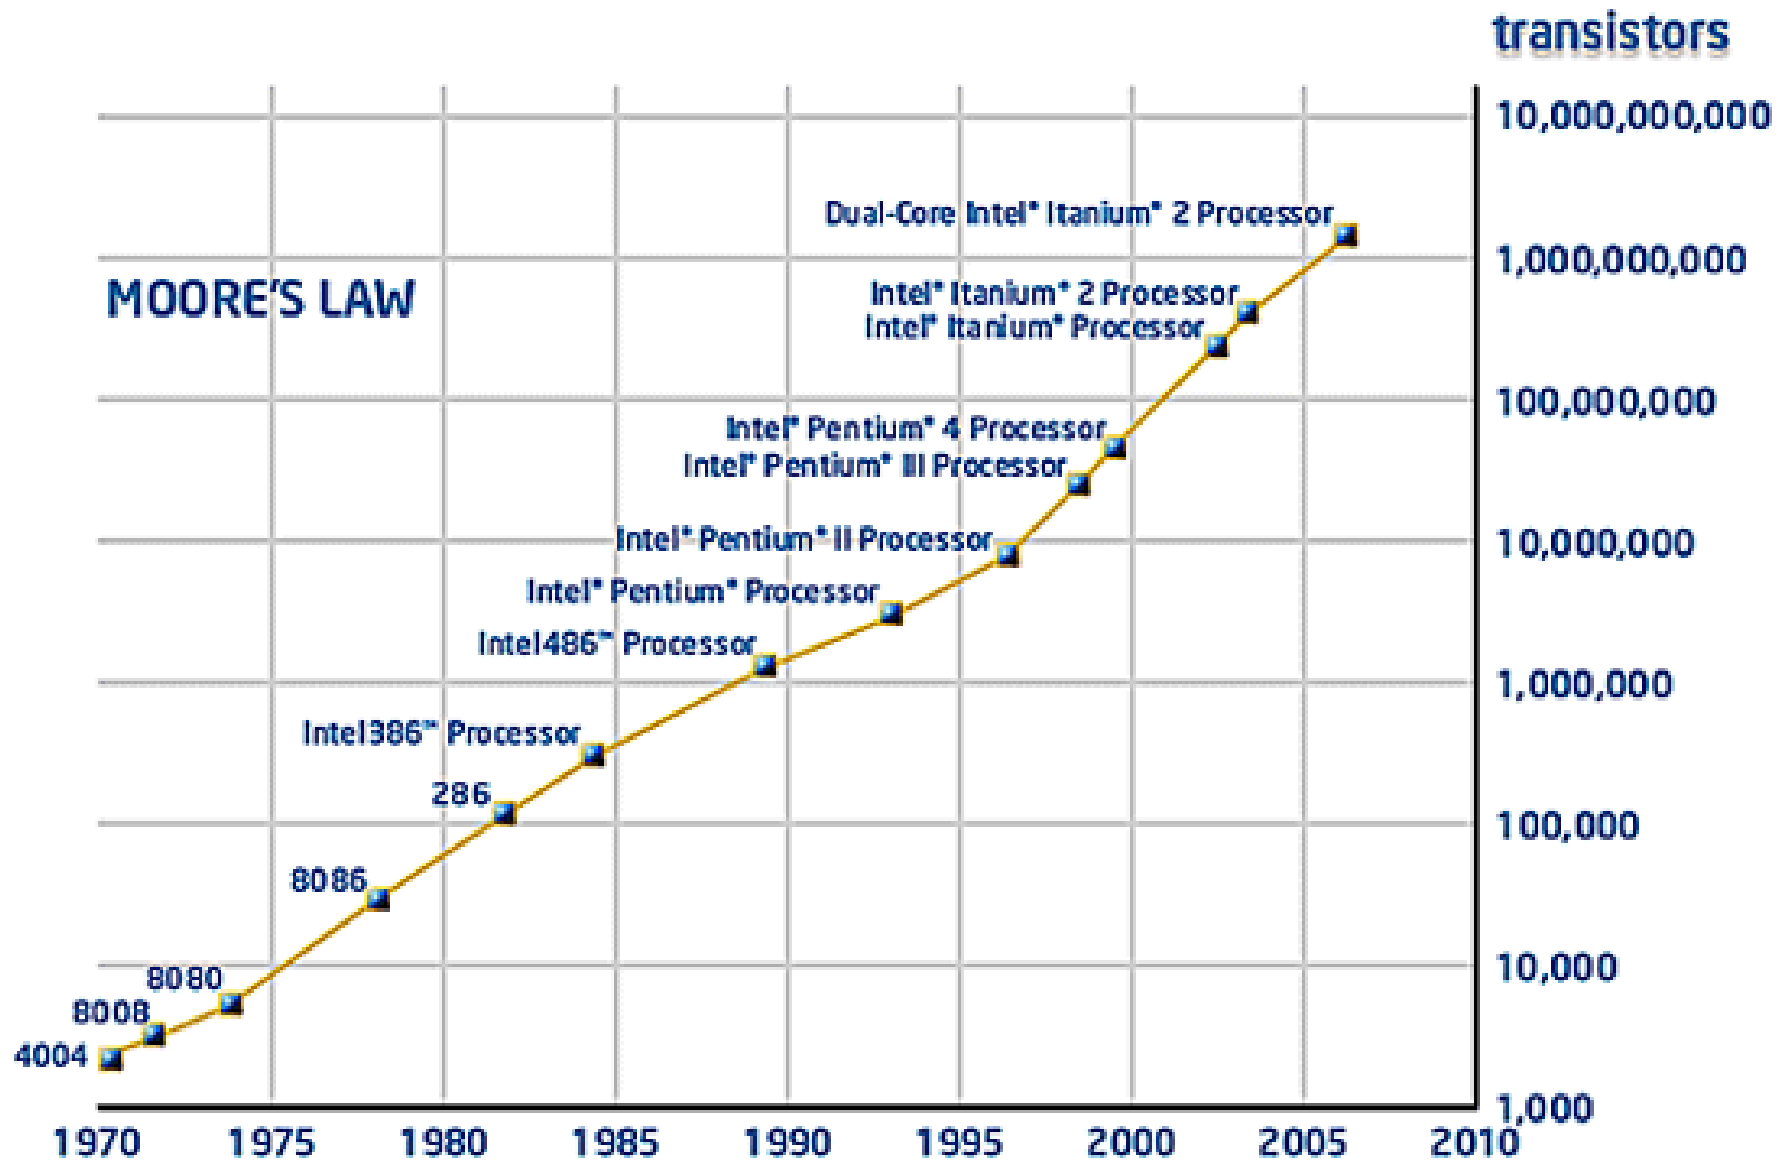 transistors
10,000,000,000
Dual-Core Intel® Itanium® 2 Processor
1,000,000,000
MOORE'S LAW
Intel® Itanium® 2 Processor
Intel® Itanium® Processor
100,000,000
Intel® Pentium® 4 Processor
Intel® Pentium® III Processor
Intel® Pentium® II Processor
10,000,000
Intel® Pentium® Processor
Intel486™ Processor
1,000,000
Intel386™ Processor
286
100,000
8086
8080
10,000
8008
4004
1,000
1970 1975 1980 1985 1990 1995 2000 2005 2010